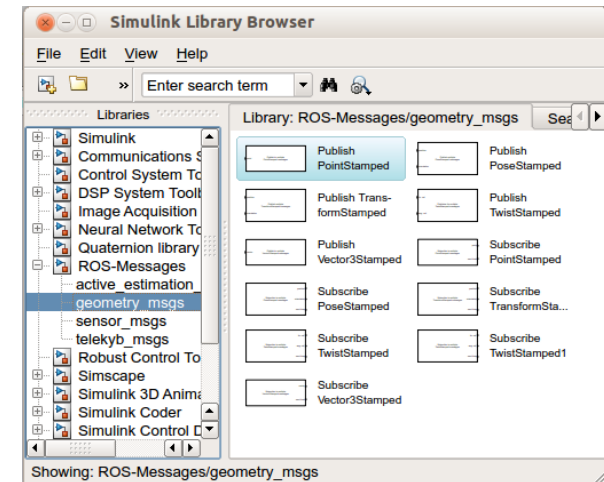 Simulink Library Browser
File Edit View Help
» Enter search term
Libraries
Library: ROS-Messages/geometry_msgs
Sea
Simulink
Communications S
Control System To
DSP System Toolb
Image Acquisition
Neural Network To
Quaternion library
ROS-Messages
active_estimation_
geometry_msgs
sensor_msgs
telekyb_msgs
Robust Control To
Simscape
Simulink 3D Anima
Simulink Coder
Simulink Control D
Publish
PointStamped
Publish
PoseStamped
Publish Trans-
formStamped
Publish
TwistStamped
Publish
Vector3Stamped
Subscribe
PointStamped
Subscribe
PoseStamped
Subscribe
TransformSta...
Subscribe
TwistStamped
Subscribe
TwistStamped1
Subscribe
Vector3Stamped
Showing: ROS-Messages/geometry_msgs